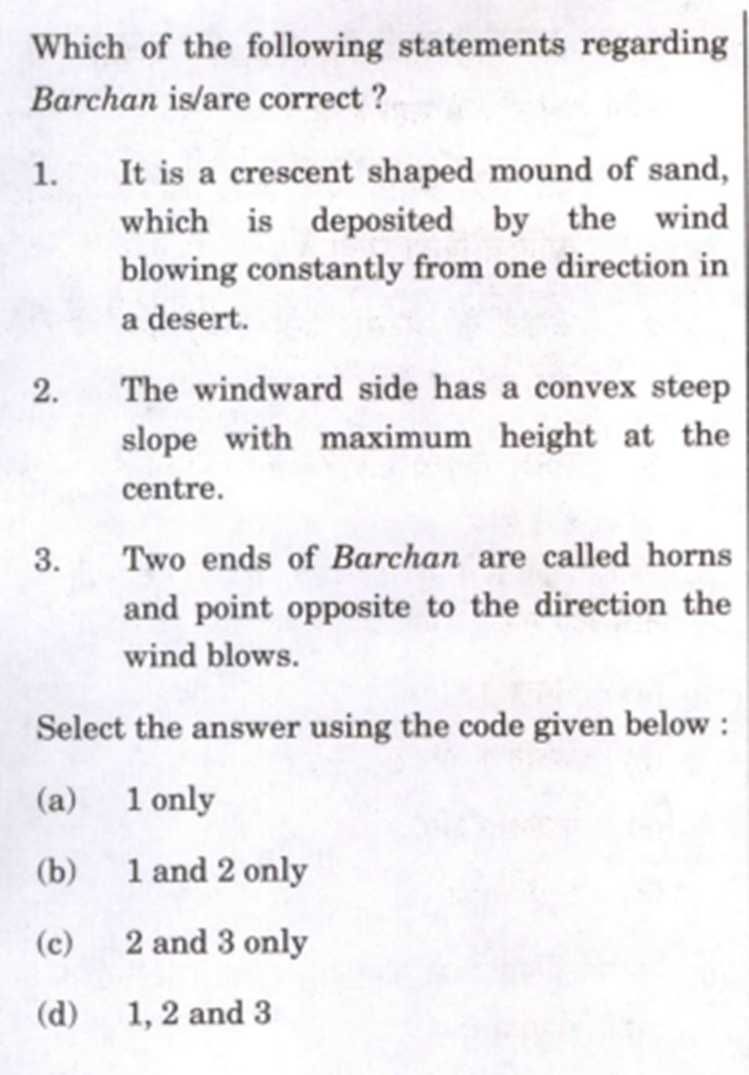 Which of the following statements regarding
Barchan is/are correct ?
1. It is a crescent shaped mound of sand,
which is deposited by the wind
blowing constantly from one direction in
a desert.
2. The windward side has a convex steep
slope with maximum height at the
centre.
3. Two ends of Barchan are called horns
and point opposite to the direction the
wind blows.
Select the answer using the code given below :
(a) 1 only
(b) 1 and 2 only
(c) 2 and 3 only
(d) 1, 2 and 3